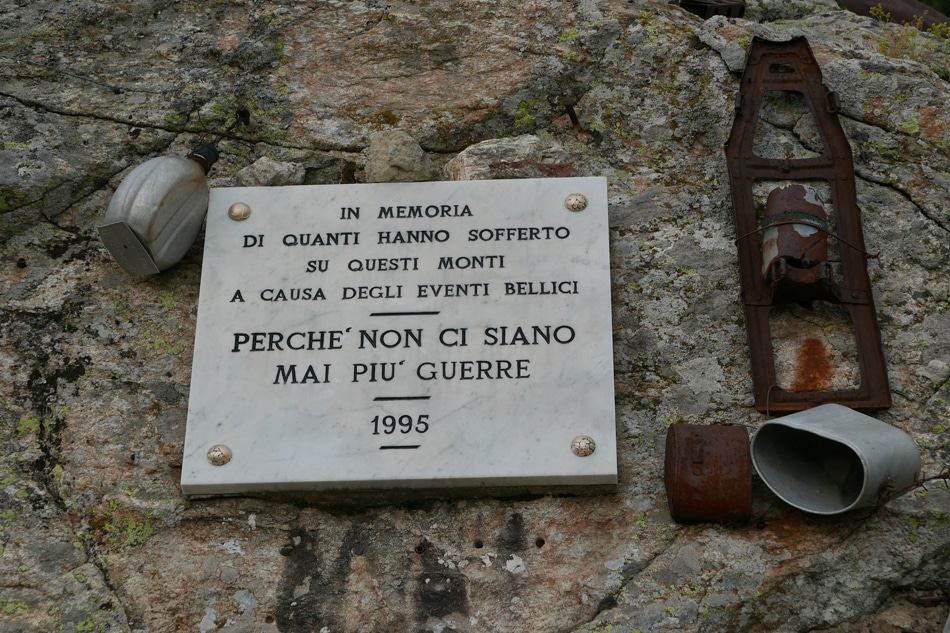 IN MEMORIA
DI QUANTI HANNO SOFFERTO
SU QUESTI MONTI
A CAUSA DEGLI EVENTI BELLICI
PERCHE´ NON CI SIANO
MAI PIU´ GUERRE
1995